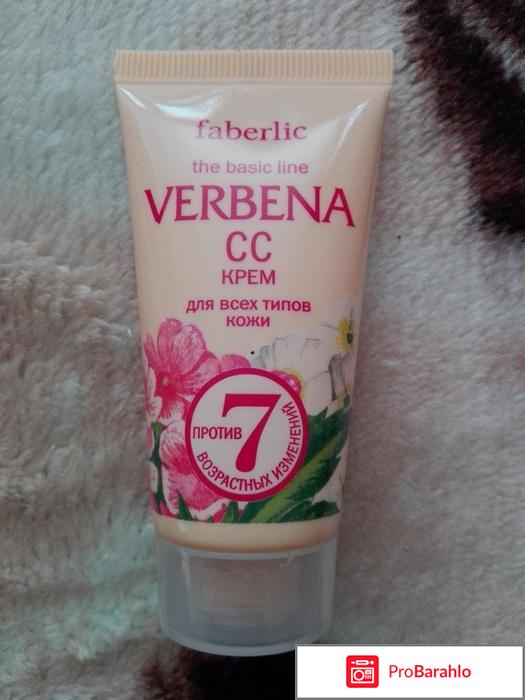 faberlic
the basic line
VERBENA
CC
КРЕМ
для всех типов
кожи
ПРОТИВ 7
ВОЗРАСТНЫХ ИЗМЕНЕНИЙ
ProBarahlo